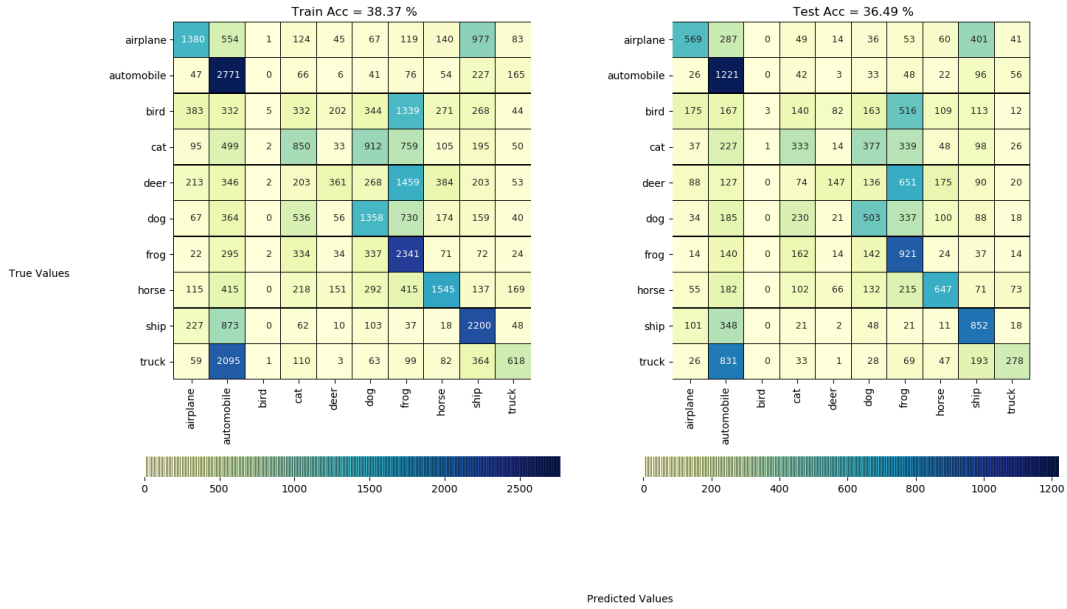 Train Acc = 38.37 %
airplane 1380 554 1 124 45 67 119 140 977 83
automobile 47 2771 0 66 6 41 76 54 227 165
bird 383 332 5 332 202 344 1339 271 268 44
cat 95 499 2 850 33 912 759 105 195 50
deer 213 346 2 203 361 268 1459 384 203 53
dog 67 364 0 536 56 1358 730 174 159 40
frog 22 295 2 334 34 337 2341 71 72 24
True Values
horse 115 415 0 218 151 292 415 1545 137 169
ship 227 873 0 62 10 103 37 18 2200 48
truck 59 2095 1 110 3 63 99 82 364 618
airplane automobile bird cat deer dog frog horse ship truck
0 500 1000 1500 2000 2500
Test Acc = 36.49 %
airplane 569 287 0 49 14 36 53 60 401 41
automobile 26 1221 0 42 3 33 48 22 96 56
bird 175 167 3 140 82 163 516 109 113 12
cat 37 227 1 333 14 377 339 48 98 26
deer 88 127 0 74 147 136 651 175 90 20
dog 34 185 0 230 21 503 337 100 88 18
frog 14 140 0 162 14 142 921 24 37 14
horse 55 182 0 102 66 132 215 647 71 73
ship 101 348 0 21 2 48 21 11 852 18
truck 26 831 0 33 1 28 69 47 193 278
airplane automobile bird cat deer dog frog horse ship truck
0 200 400 600 800 1000 1200
Predicted Values